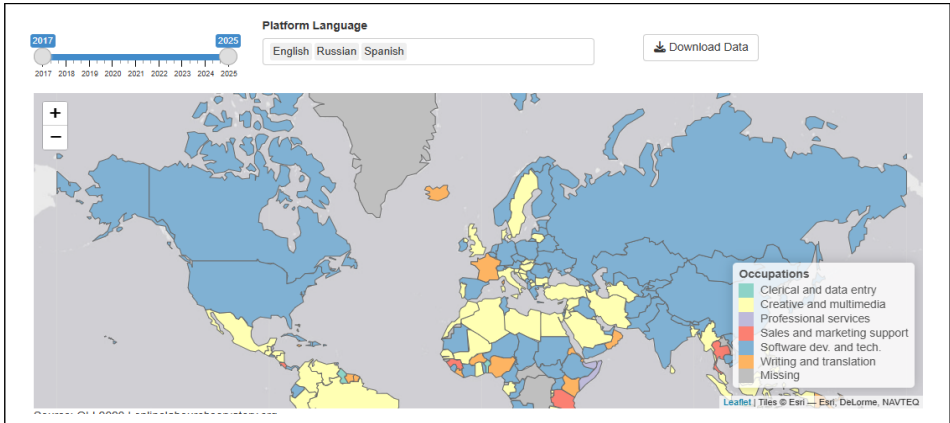 Platform Language
2017 2025
English Russian Spanish
Download Data
2017 2018 2019 2020 2021 2022 2023 2024 2025
+
−
Occupations
Clerical and data entry
Creative and multimedia
Professional services
Sales and marketing support
Software dev. and tech.
Writing and translation
Missing
Leaflet | Tiles © Esri — Esri, DeLorme, NAVTEQ